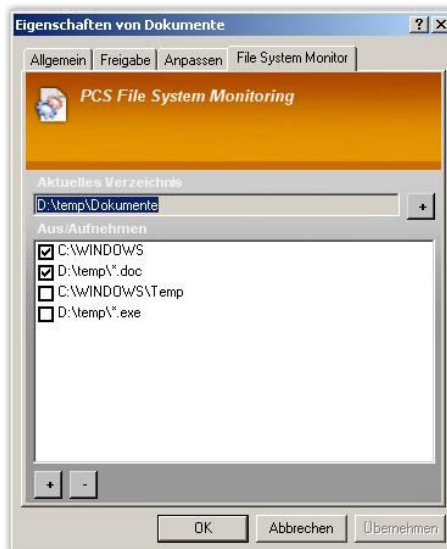 Eigenschaften von Dokumente
Allgemein Freigabe Anpassen File System Monitor
PCS File System Monitoring
Aktuelles Verzeichnis
D:\temp\Dokumente +
Aus/Aufnehmen
C:\WINDOWS
D:\temp\*.doc
C:\WINDOWS\Temp
D:\temp\*.exe
+ -
OK Abbrechen Übernehmen